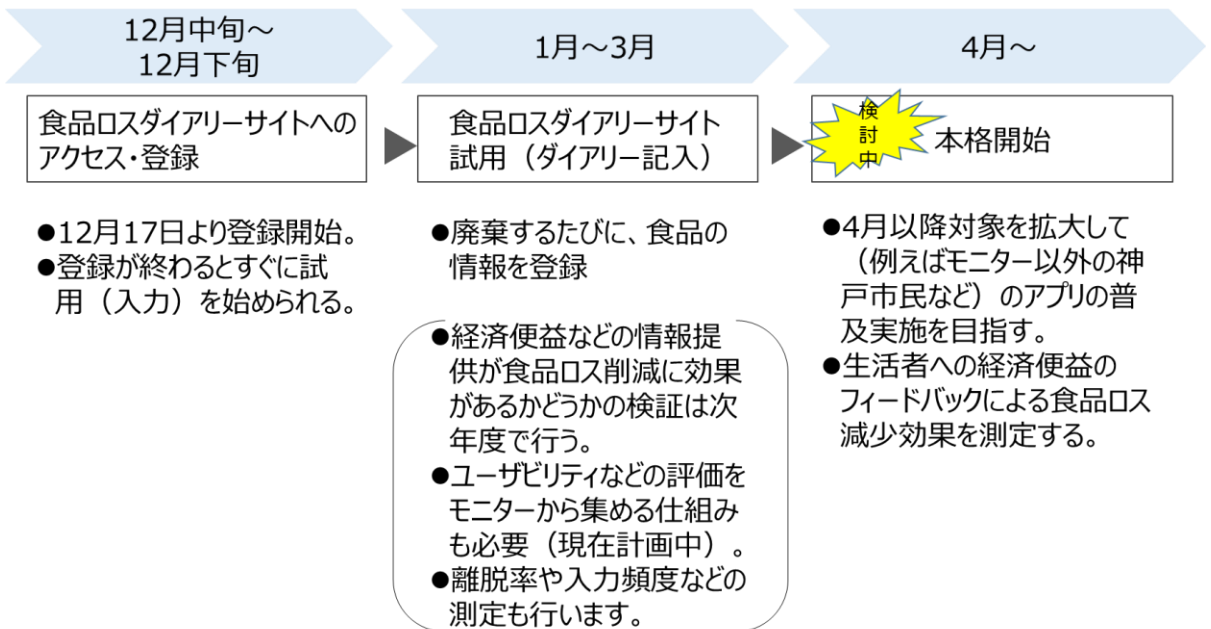 12月中旬～
12月下旬
1月～3月
4月～
食品ロスダイアリーサイトへの
アクセス・登録
食品ロスダイアリーサイト
試用（ダイアリー記入）
検
討
中
本格開始
●12月17日より登録開始。
●登録が終わるとすぐに試
用（入力）を始められる。
●廃棄するたびに、食品の
情報を登録
●経済便益などの情報提
供が食品ロス削減に効果
があるかどうかの検証は次
年度で行う。
●ユーザビリティなどの評価を
モニターから集める仕組み
も必要（現在計画中）。
●離脱率や入力頻度などの
測定も行います。
●4月以降対象を拡大して
（例えばモニター以外の神
戸市民など）のアプリの普
及実施を目指す。
●生活者への経済便益の
フィードバックによる食品ロス
減少効果を測定する。